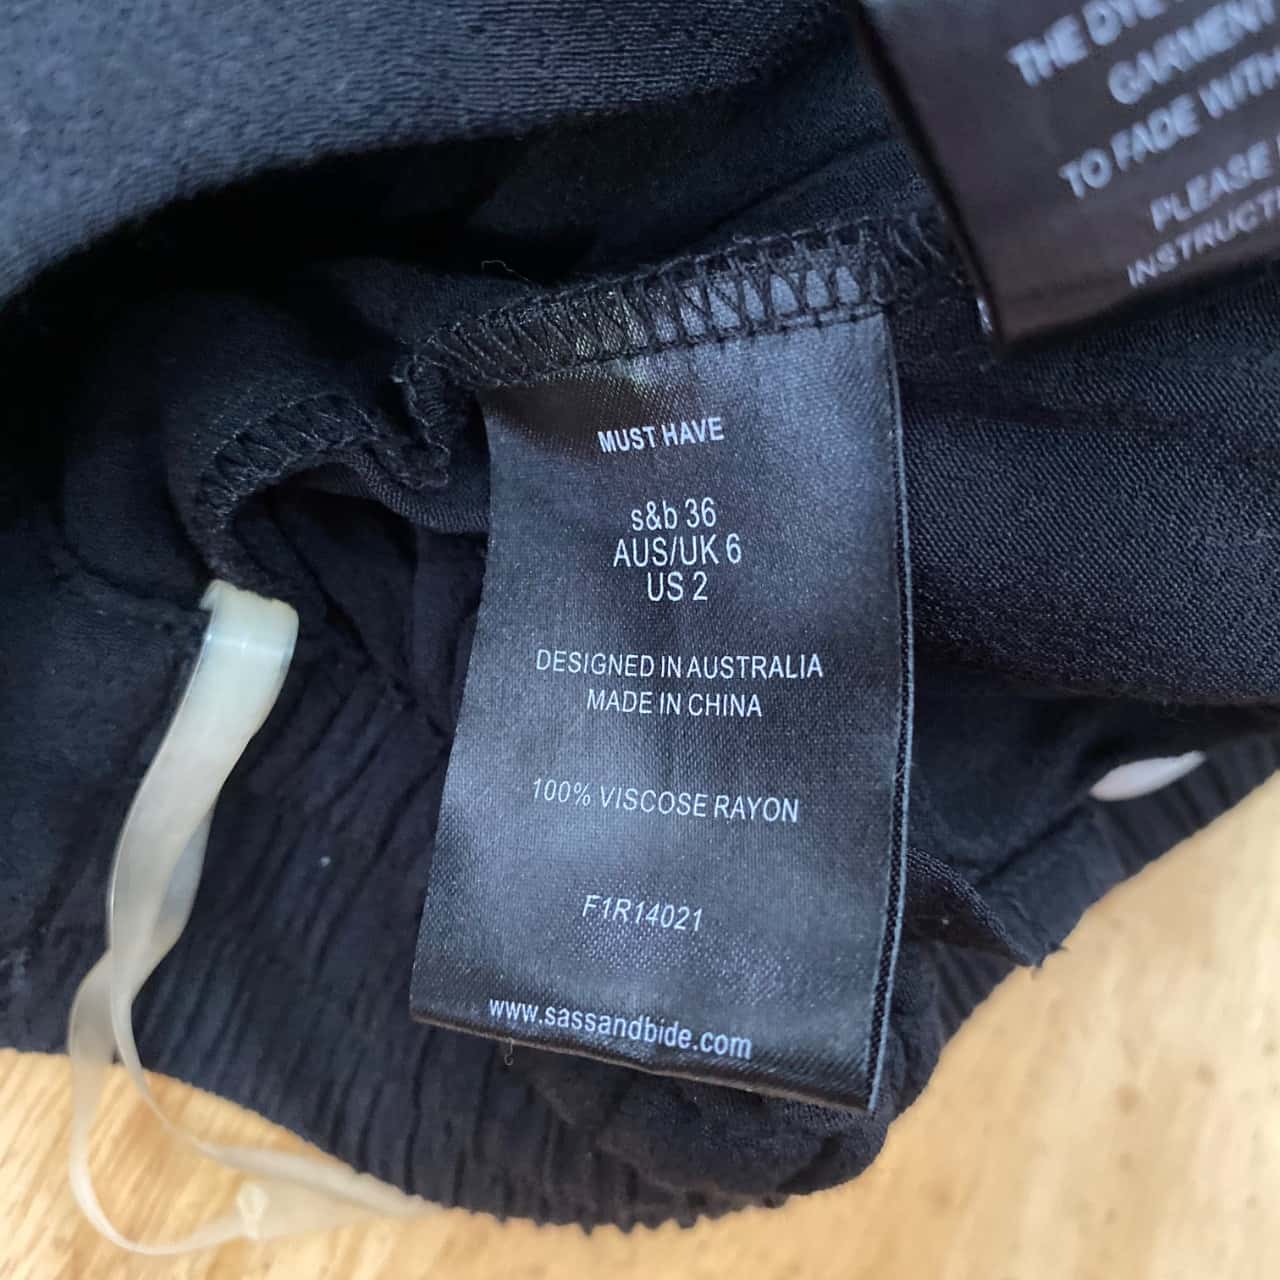 THE DYE
GARMENT
TO FADE WITH
PLEASE
INSTRUCT
MUST HAVE
s&b 36
AUS/UK 6
US 2
DESIGNED IN AUSTRALIA
MADE IN CHINA
100% VISCOSE RAYON
F1R14021
www.sassandbide.com